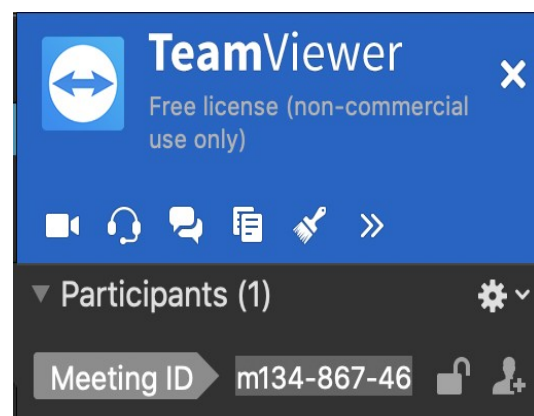 TeamViewer
Free license (non-commercial
use only)
Participants (1)
Meeting ID m134-867-46